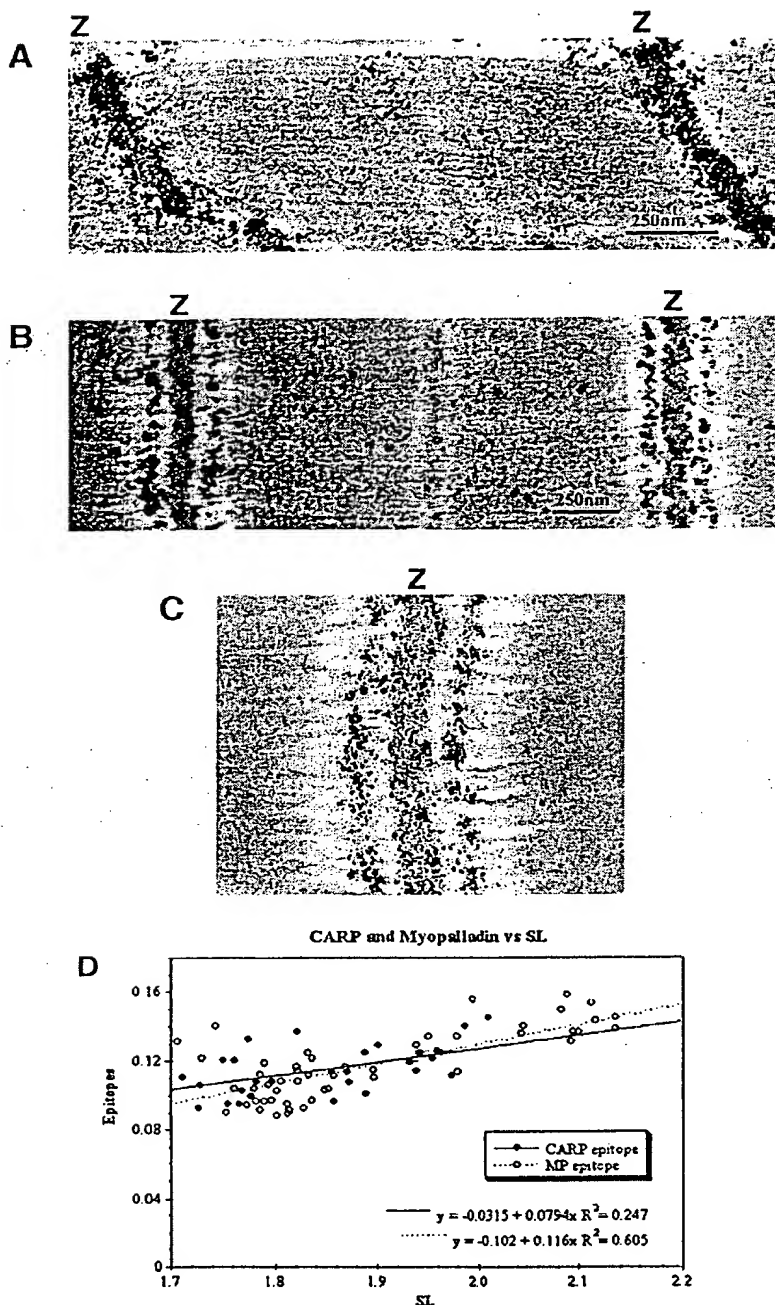 Z Z
A
250nm
Z Z
B
250nm
Z
C
CARP and Myopalladin vs SL
D
0.16
0.12
0.08
0.04
0
Epitopes
CARP epitope
MP epitope
y = -0.0315 + 0.0794x R² = 0.247
y = -0.102 + 0.116x R² = 0.605
1.7 1.8 1.9 2.0 2.1 2.2
SL